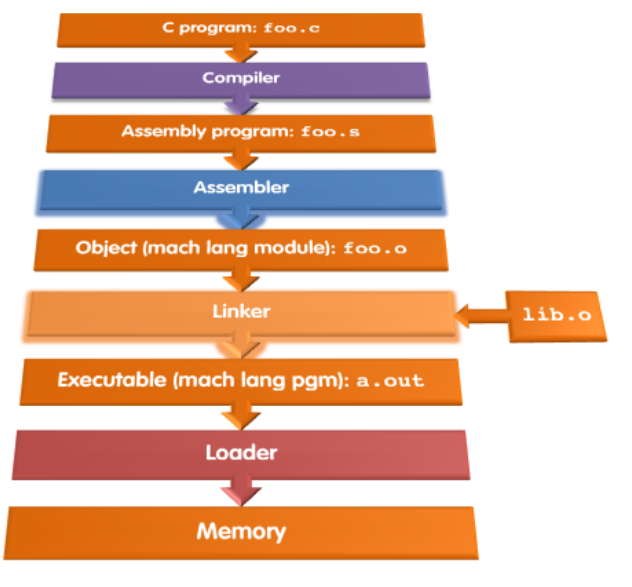 C program: foo.c
Compiler
Assembly program: foo.s
Assembler
Object (mach lang module): foo.o
Linker
lib.o
Executable (mach lang pgm): a.out
Loader
Memory